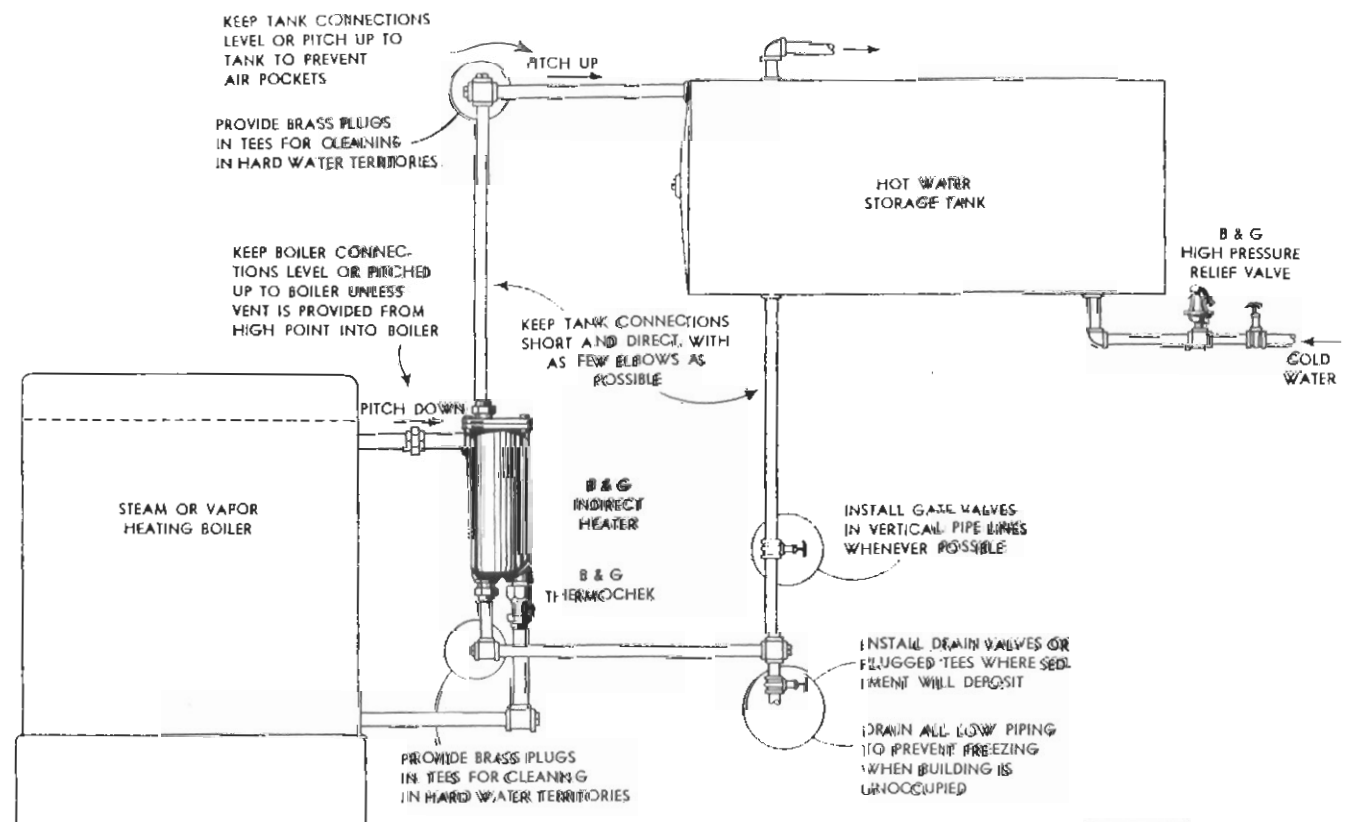 KEEP TANK CONNECTIONS
LEVEL OR PITCH UP TO
TANK TO PREVENT
AIR POCKETS
PITCH UP
PROVIDE BRASS PLUGS
IN TEES FOR CLEANING
IN HARD WATER TERRITORIES.
HOT WATER
STORAGE TANK
B & G
HIGH PRESSURE
RELIEF VALVE
COLD
WATER
KEEP BOILER CONNEC-
TIONS LEVEL OR PITCHED
UP TO BOILER UNLESS
VENT IS PROVIDED FROM
HIGH POINT INTO BOILER
KEEP TANK CONNECTIONS
SHORT AND DIRECT, WITH
AS FEW ELBOWS AS
POSSIBLE
PITCH DOWN
STEAM OR VAPOR
HEATING BOILER
B & G
INDIRECT
HEATER
B & G
THERMOCHEK
INSTALL GATE VALVES
IN VERTICAL PIPE LINES
WHENEVER POSSIBLE
INSTALL DRAIN VALVES OR
PLUGGED TEES WHERE SED-
IMENT WILL DEPOSIT
DRAIN ALL LOW PIPING
TO PREVENT FREEZING
WHEN BUILDING IS
UNOCCUPIED
PROVIDE BRASS PLUGS
IN TEES FOR CLEANING
IN HARD WATER TERRITORIES